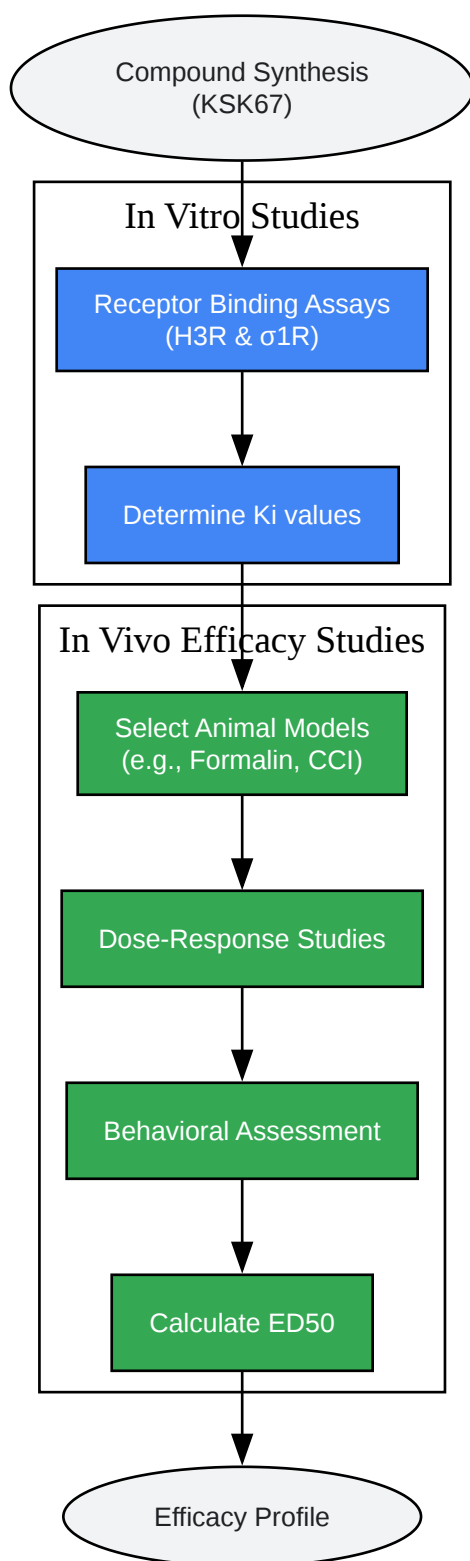 Compound Synthesis
(KSK67)
In Vitro Studies
Receptor Binding Assays
(H3R & σ1R)
Determine Ki values
In Vivo Efficacy Studies
Select Animal Models
(e.g., Formalin, CCI)
Dose-Response Studies
Behavioral Assessment
Calculate ED50
Efficacy Profile